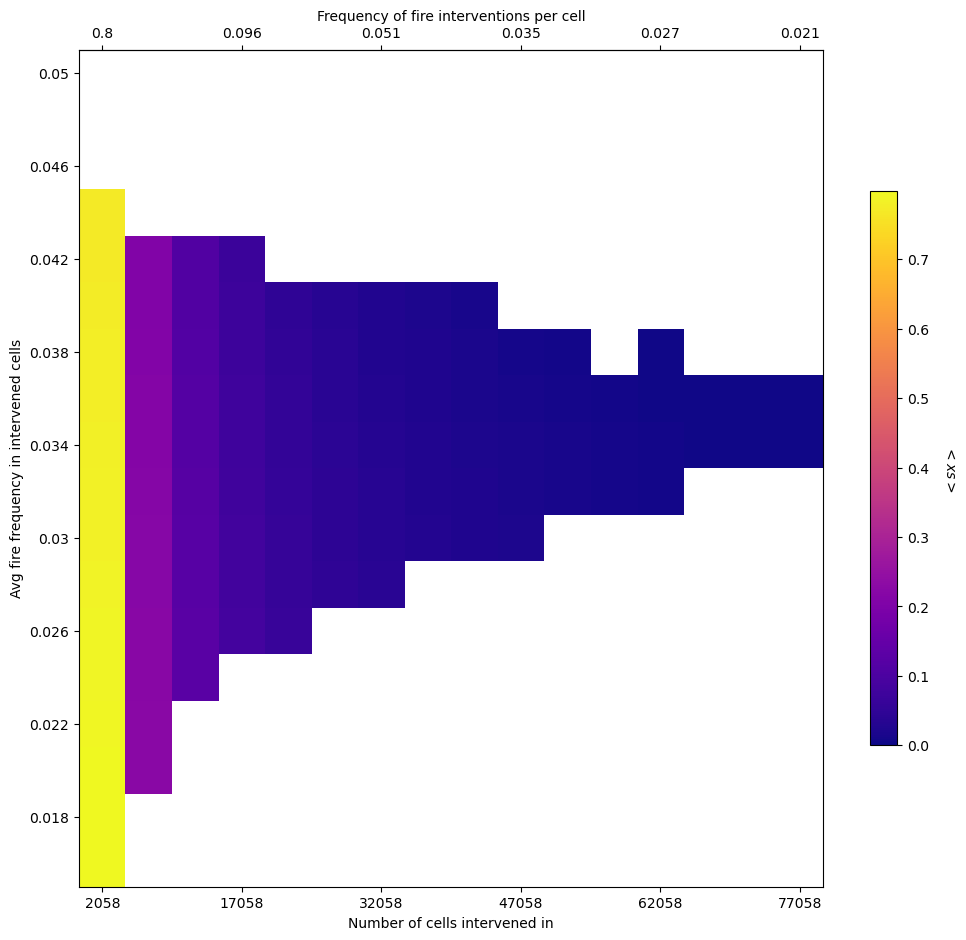 Frequency of fire interventions per cell
0.8 0.096 0.051 0.035 0.027 0.021
0.05
0.046
0.042
0.038
0.034
0.03
0.026
0.022
0.018
Avg fire frequency in intervened cells
2058 17058 32058 47058 62058 77058
Number of cells intervened in
0.7
0.6
0.5
0.4
0.3
0.2
0.1
0.0
< xs >